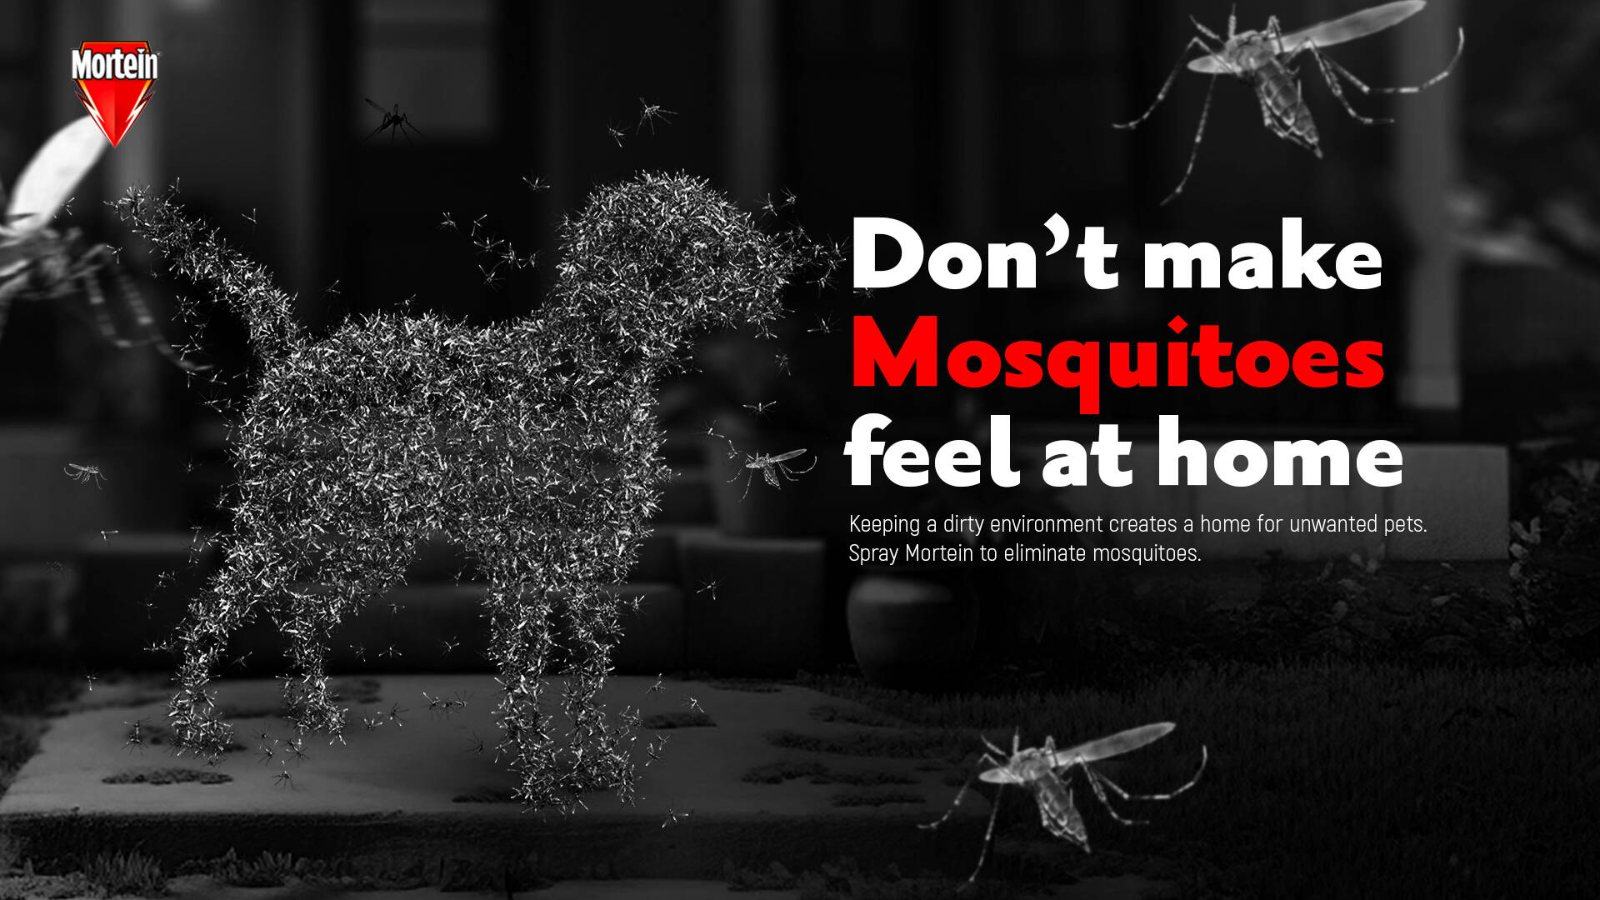 Mortein
Don’t make
Mosquitoes
feel at home
Keeping a dirty environment creates a home for unwanted pets.
Spray Mortein to eliminate mosquitoes.